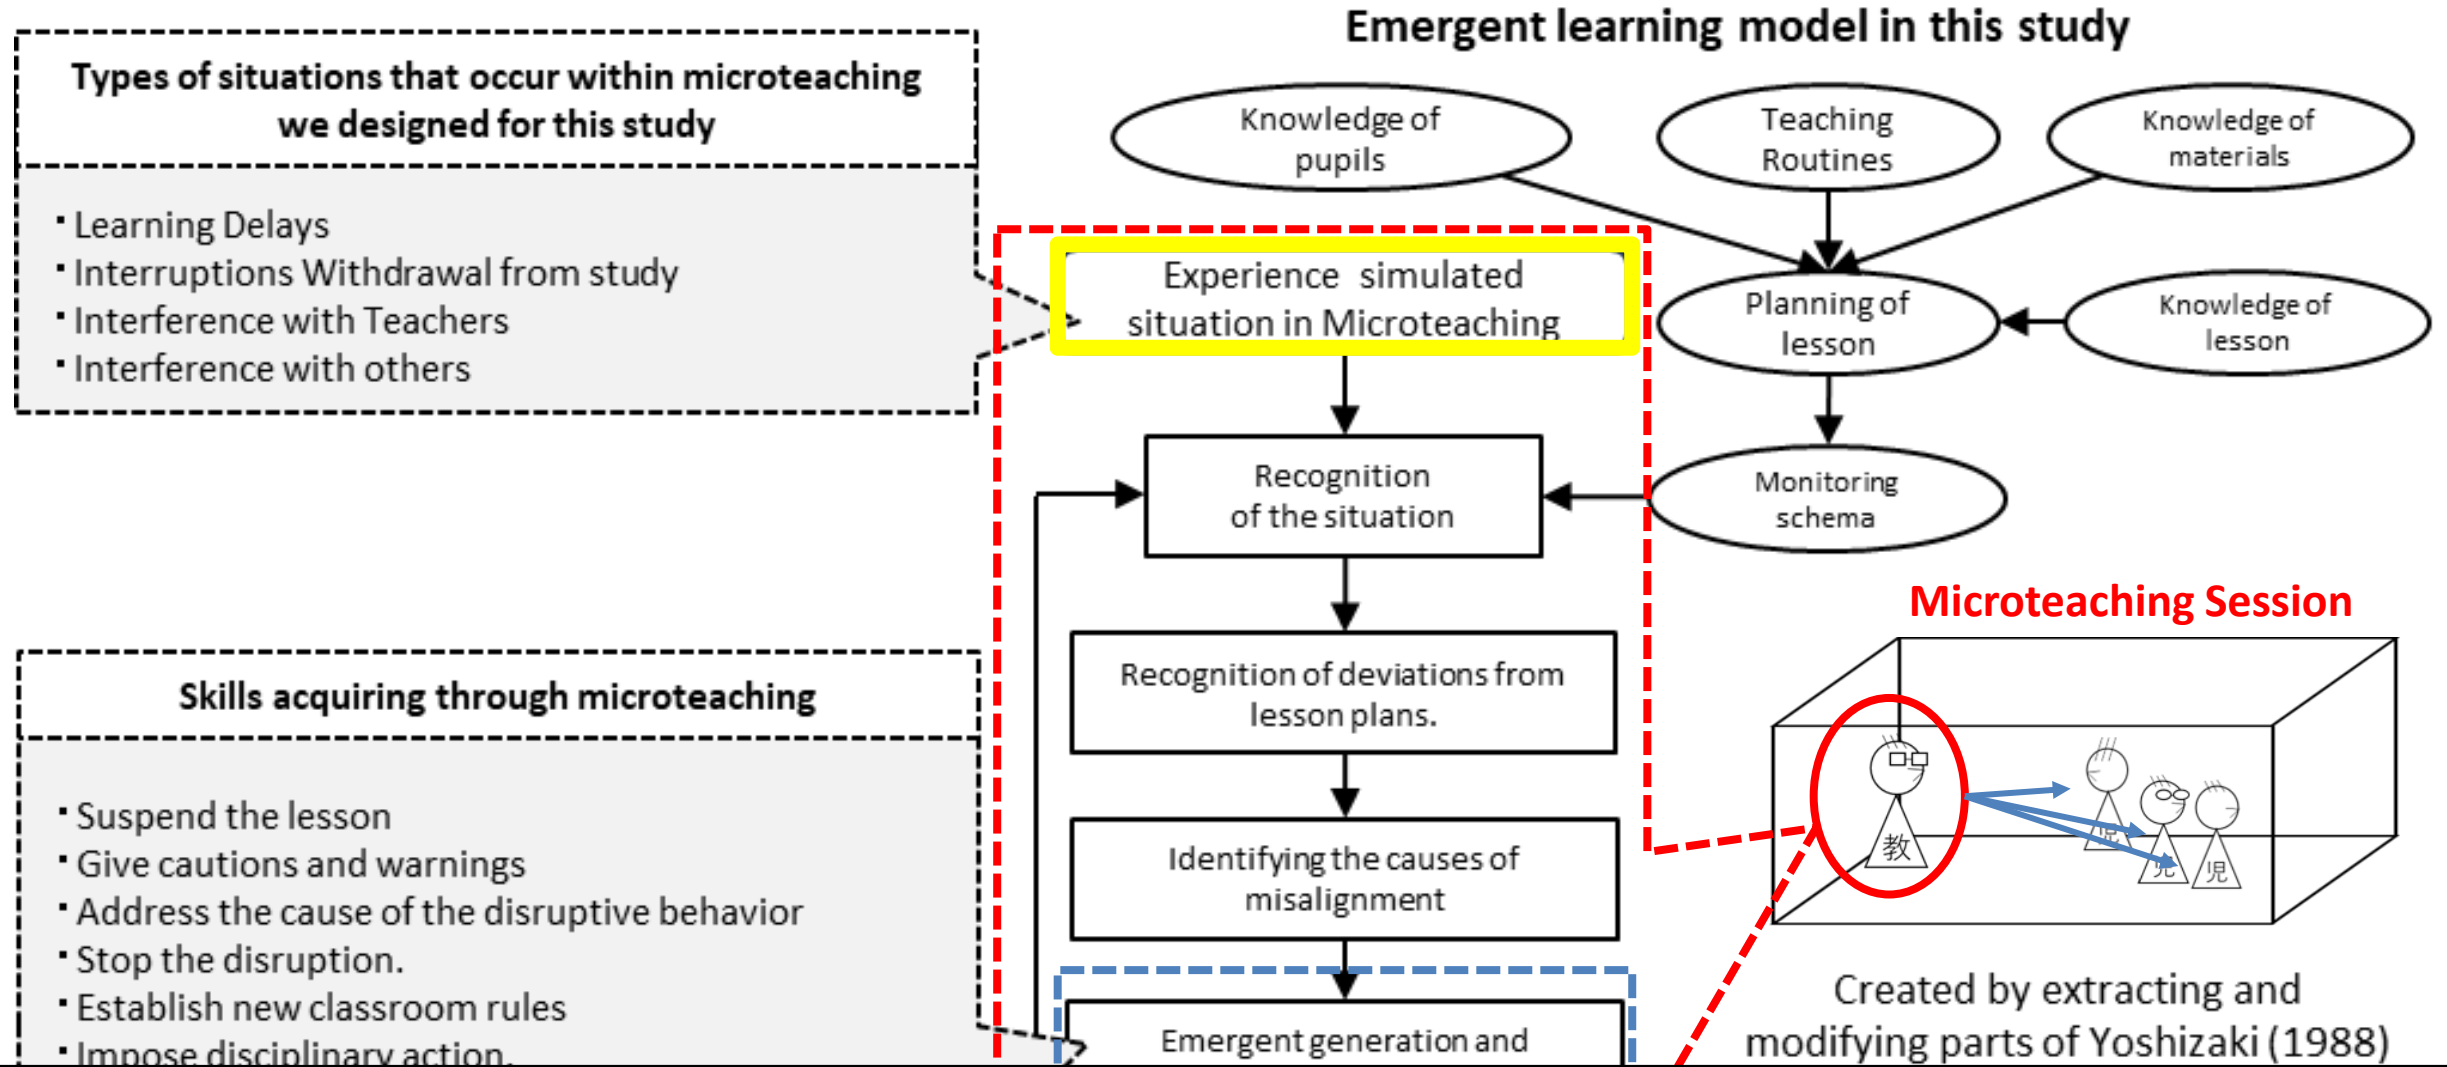 Emergent learning model in this study
Types of situations that occur within microteaching
we designed for this study
・Learning Delays
・Interruptions Withdrawal from study
・Interference with Teachers
・Interference with others
Knowledge of
pupils
Teaching
Routines
Knowledge of
materials
Experience simulated
situation in Microteaching
Planning of
lesson
Knowledge of
lesson
Recognition
of the situation
Monitoring
schema
Recognition of deviations from
lesson plans.
Identifying the causes of
misalignment
Emergent generation and
Skills acquiring through microteaching
・Suspend the lesson
・Give cautions and warnings
・Address the cause of the disruptive behavior
・Stop the disruption.
・Establish new classroom rules
・Impose disciplinary action.
Microteaching Session
教
児
児
児
Created by extracting and
modifying parts of Yoshizaki (1988)